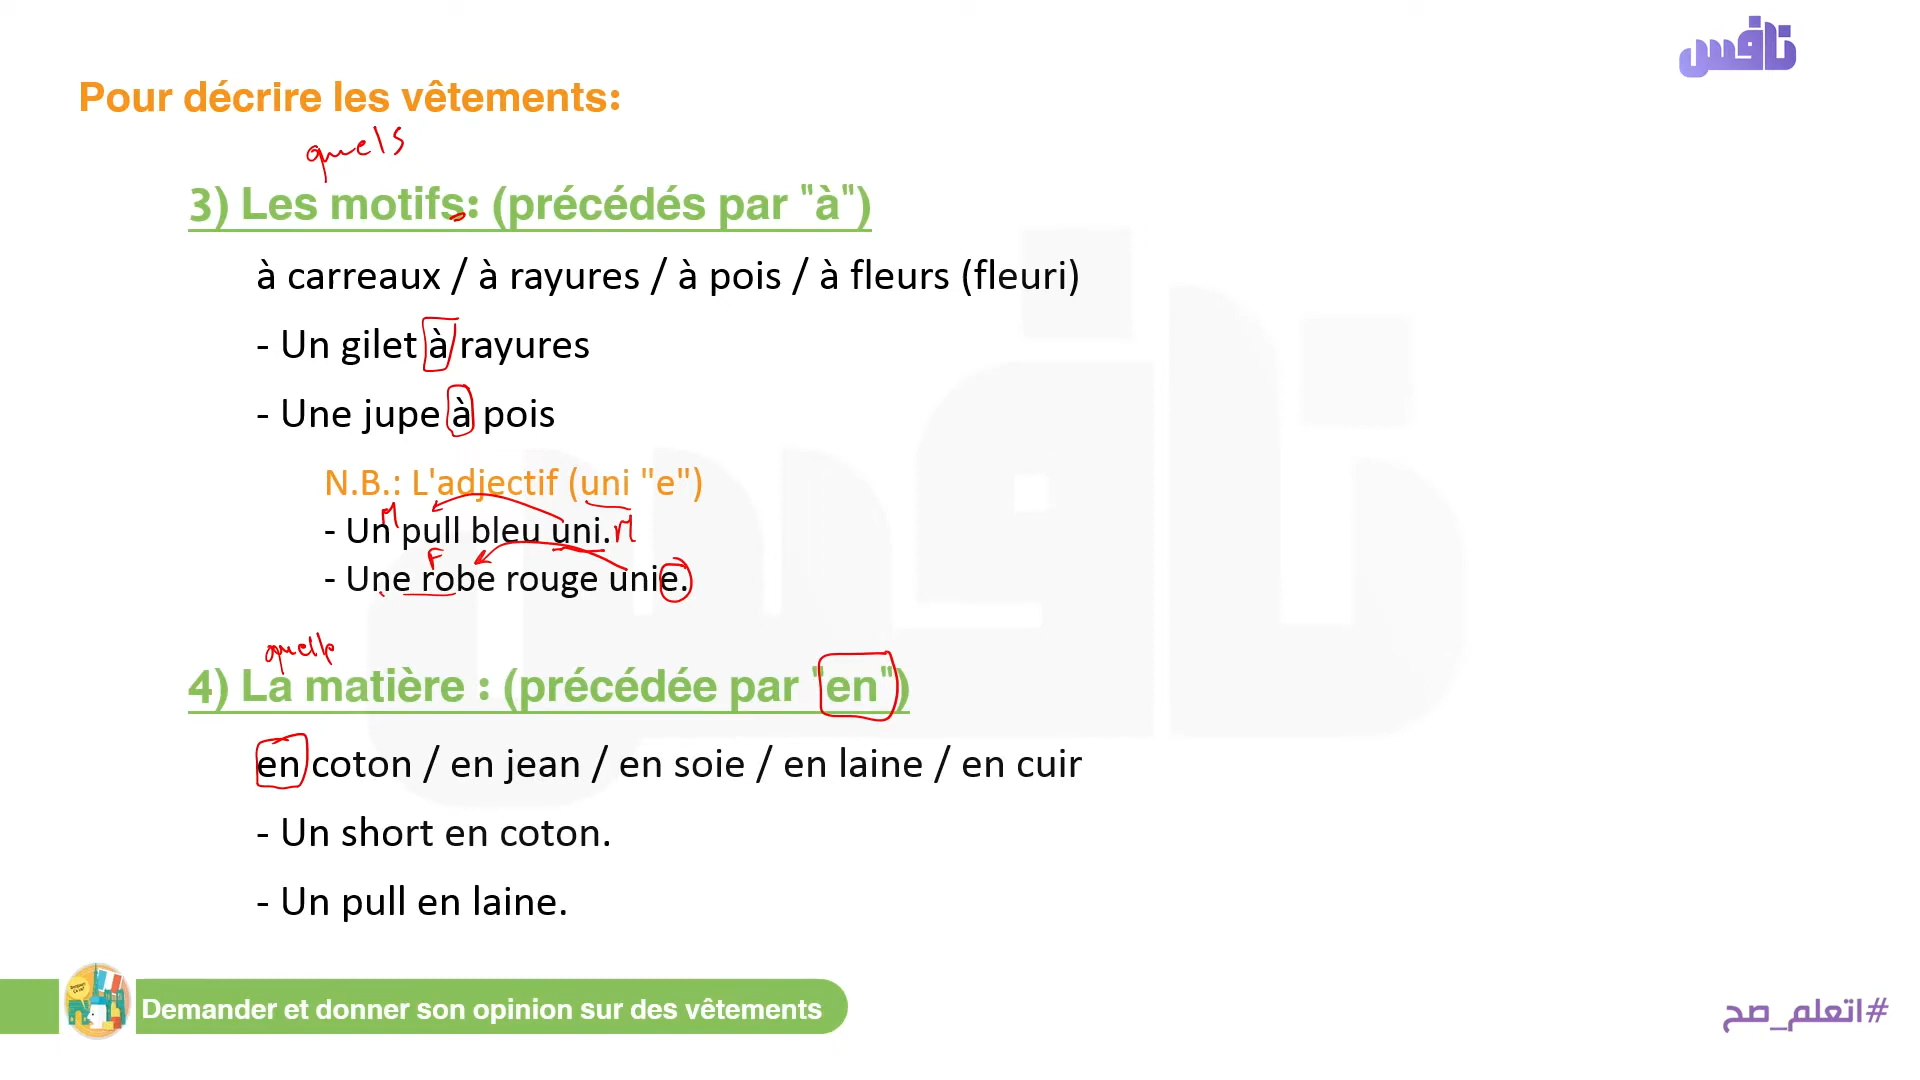 نافس
Pour décrire les vêtements:
quels
3) Les motifs: (précédés par "à")
à carreaux / à rayures / à pois / à fleurs (fleuri)
- Un gilet à rayures
- Une jupe à pois
N.B.: L'adjectif (uni "e")
M
- Un pull bleu uni. M
F
- Une robe rouge unie.
quelle
4) La matière : (précédée par "en")
en coton / en jean / en soie / en laine / en cuir
- Un short en coton.
- Un pull en laine.
Demander et donner son opinion sur des vêtements
#اتعلم_صح